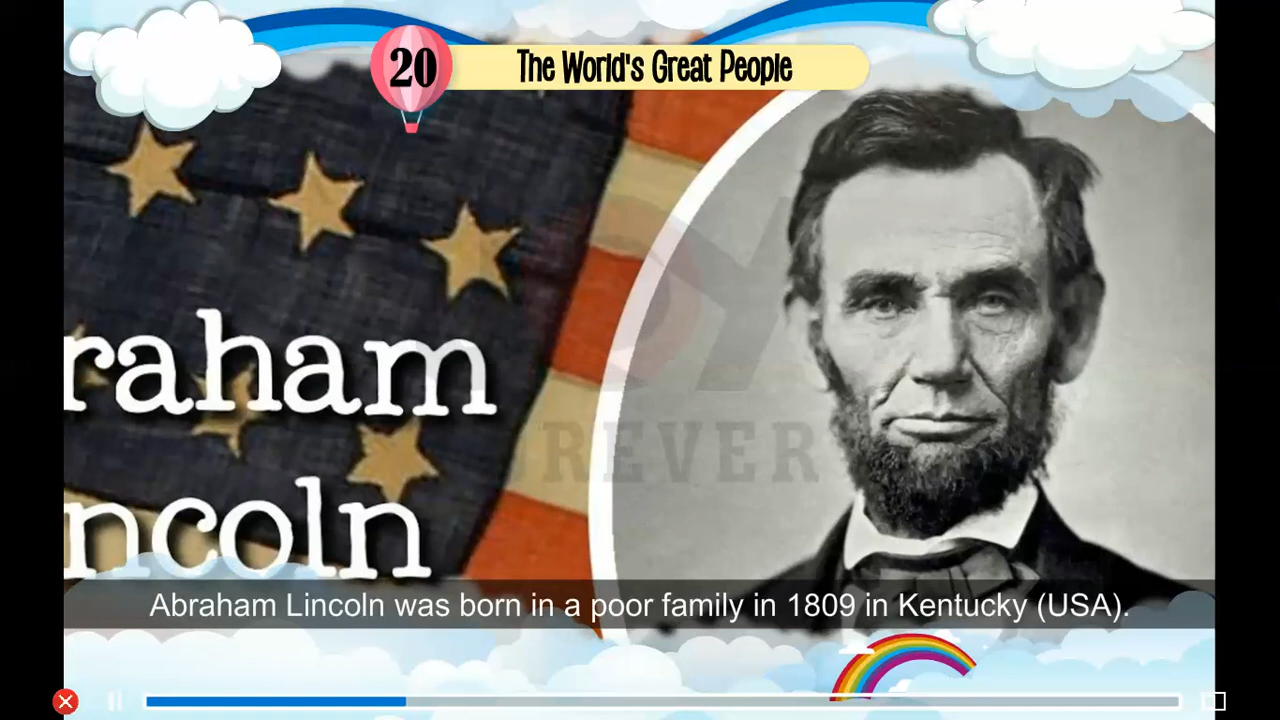 20
The World's Great People
raham
ncoln
REVER
Abraham Lincoln was born in a poor family in 1809 in Kentucky (USA).